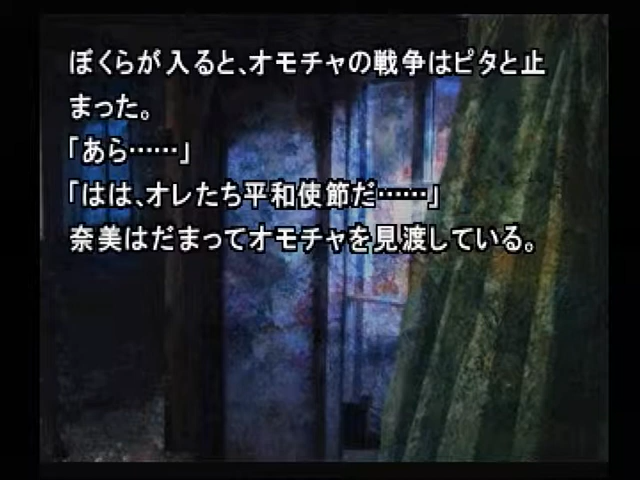 ぼくらが入ると、オモチャの戦争はピタと止
まった。
「あら……」
「はは、オレたち平和使節だ……」
奈美はだまってオモチャを見渡している。